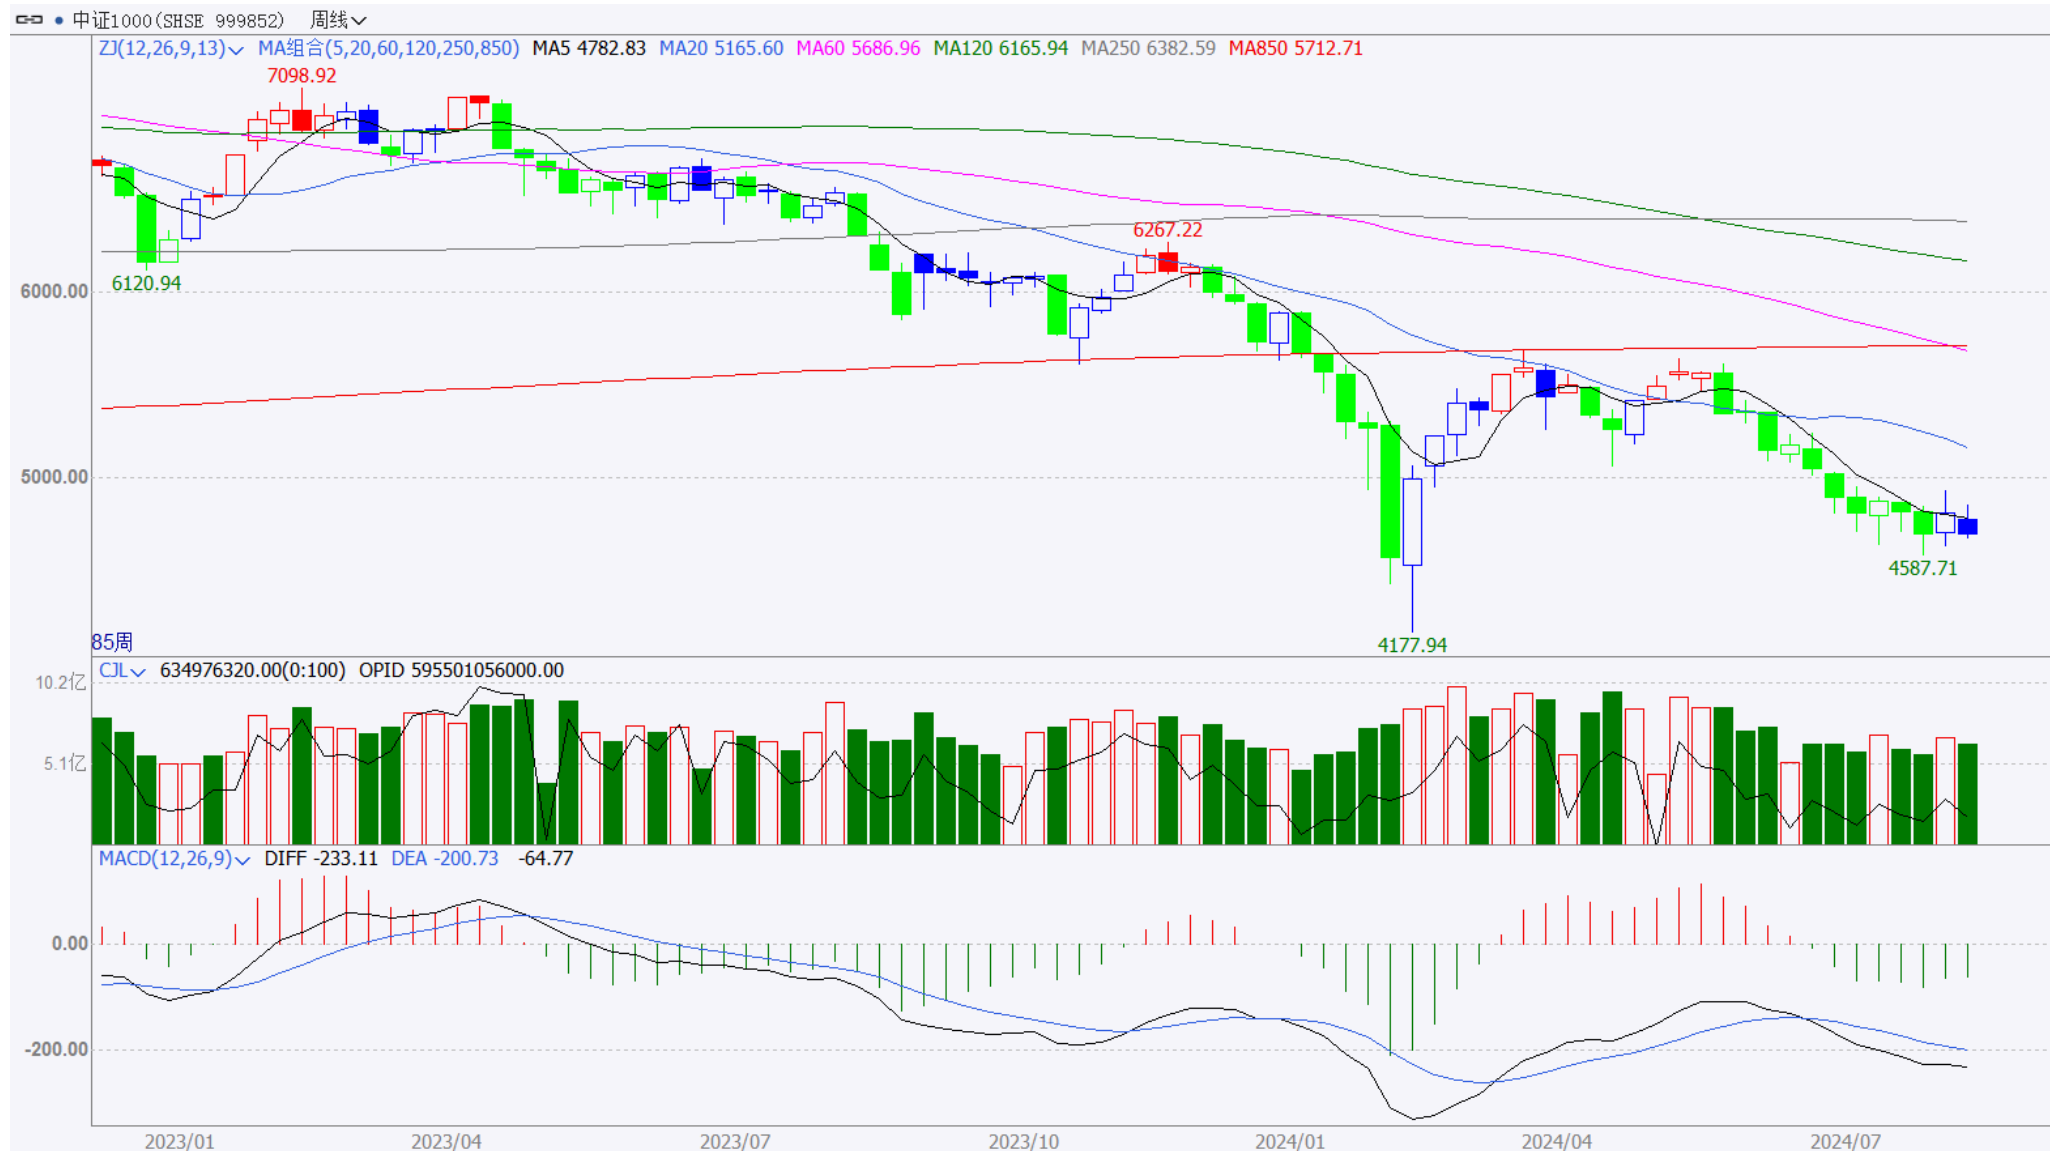 中证1000(SHSE 999852) 周线
ZJ(12,26,9,13) MA组合(5,20,60,120,250,850) MA5 4782.83 MA20 5165.60 MA60 5686.96 MA120 6165.94 MA250 6382.59 MA850 5712.71
7098.92
6267.22
6120.94
6000.00
5000.00
4587.71
85周
4177.94
CJL 634976320.00(0:100) OPID 595501056000.00
10.2亿
5.1亿
MACD(12,26,9) DIFF -233.11 DEA -200.73 -64.77
0.00
-200.00
2023/01 2023/04 2023/07 2023/10 2024/01 2024/04 2024/07